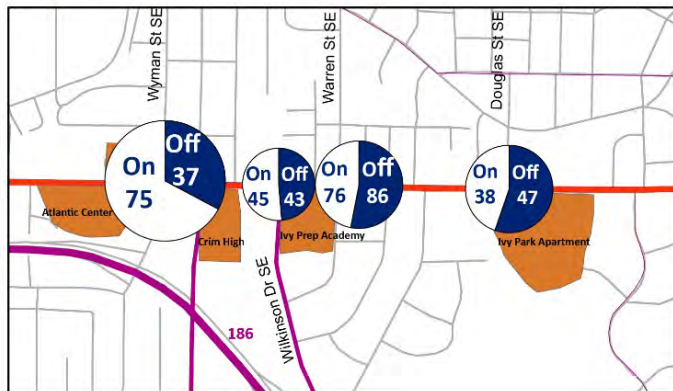 Wyman St SE
Warren St SE
Douglas St SE
On
75
Off
37
On
45
Off
43
On
76
Off
86
On
38
Off
47
Atlantic Center
Crim High
Ivy Prep Academy
Ivy Park Apartment
Wilkinson Dr SE
186